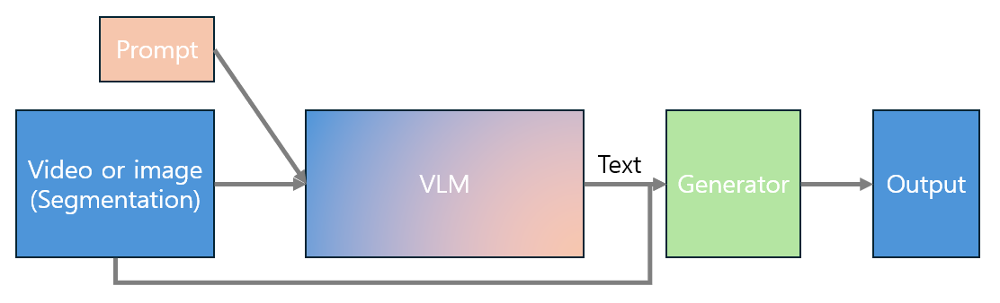 Prompt
Video or image
(Segmentation)
VLM
Text
Generator
Output